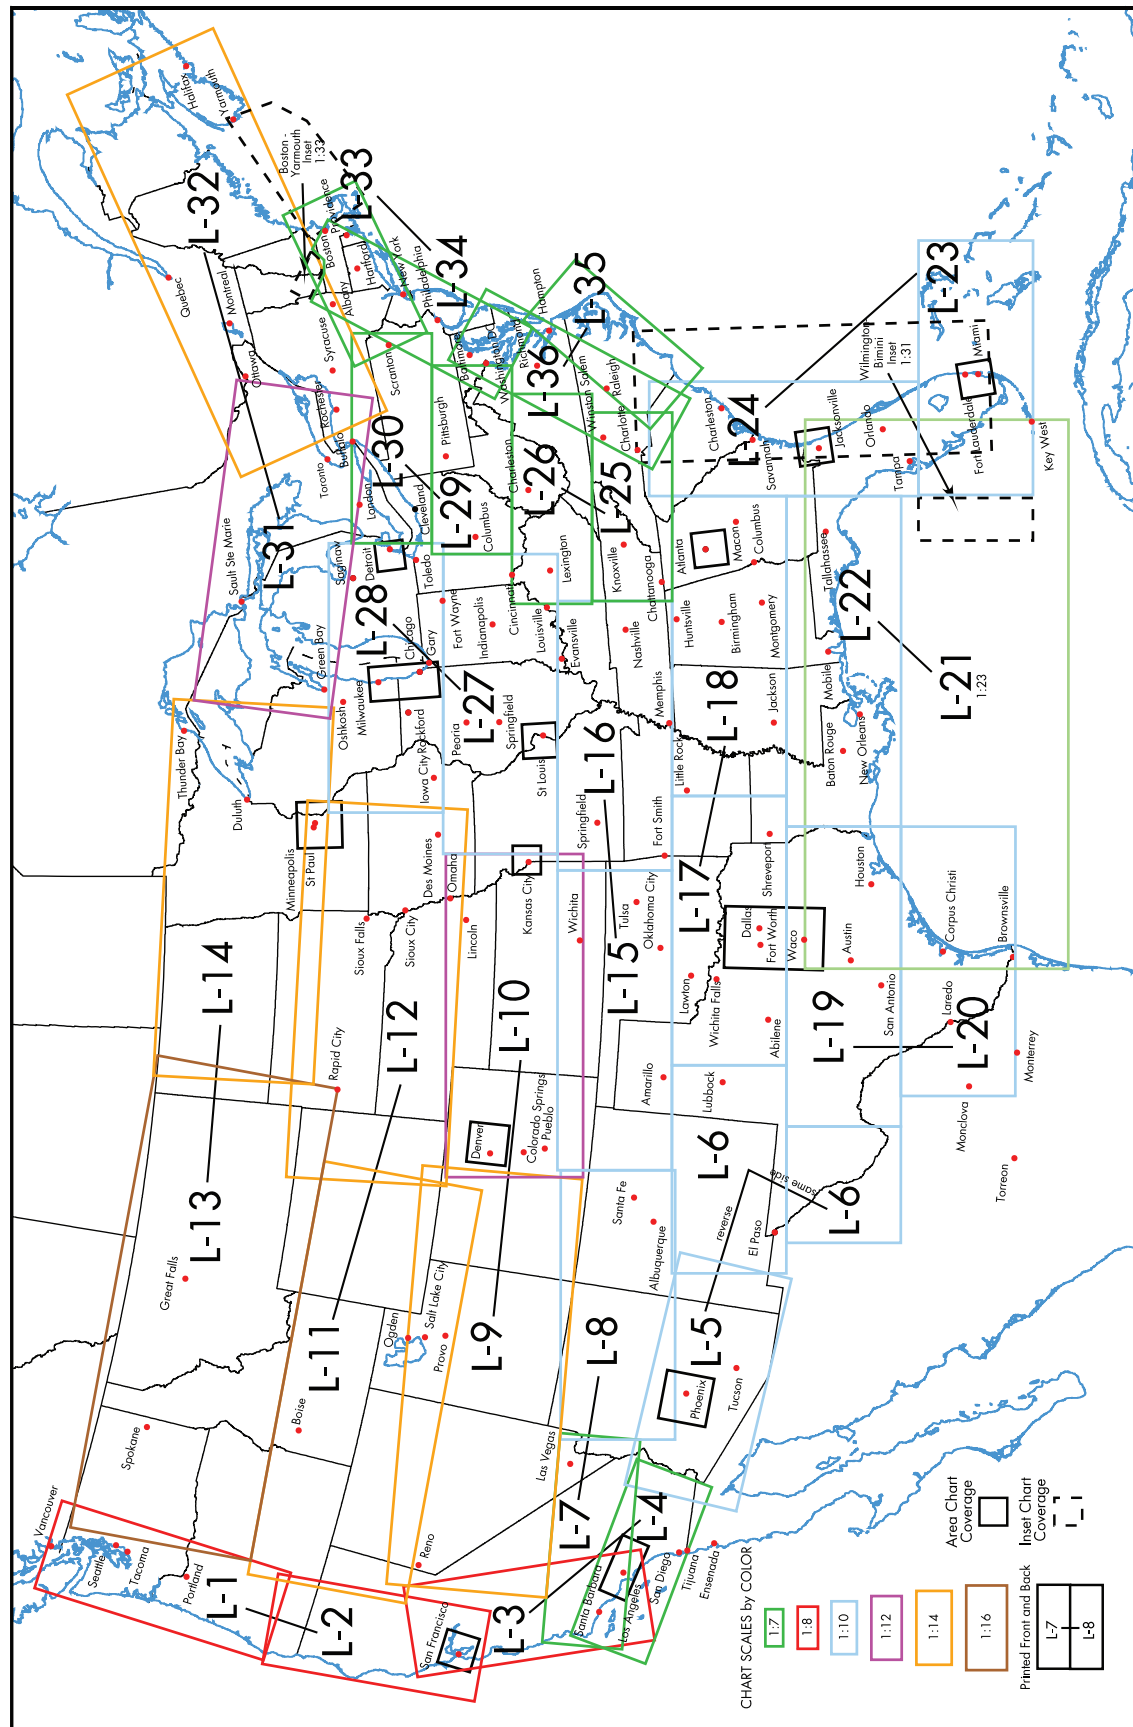 Halifax
Yarmouth
Boston -
Yarmouth
Inset
1:33
L-32
L-33
Quebec
Montreal
Ottawa
Boston
Providence
Hartford
Albany
New York
Philadelphia
L-34
Syracuse
Rochester
Buffalo
Toronto
Scranton
L-30
London
Baltimore
Washington DC
Richmond
Hampton
L-35
L-36
Pittsburgh
L-29
Cleveland
Columbus
Charleston
L-26
Winston Salem
Raleigh
Charlotte
L-25
L-23
Wilmington
Bimini
Inset
1:31
Miami
Fort Lauderdale
Key West
Charleston
L-24
Savannah
Jacksonville
Orlando
Tampa
Sault Ste Marie
L-31
Saginaw
Detroit
Toledo
L-28
Green Bay
Oshkosh
Milwaukee
Chicago
Gary
Fort Wayne
Indianapolis
Cincinnati
Lexington
Louisville
Evansville
Knoxville
Chattanooga
Nashville
Atlanta
Macon
Columbus
Huntsville
Birmingham
Montgomery
Tallahassee
L-22
Mobile
L-21
1:23
Thunder Bay
Duluth
Rockford
Iowa City
Peoria
L-27
Springfield
St Louis
L-16
Springfield
Memphis
L-18
Jackson
Little Rock
Fort Smith
Baton Rouge
New Orleans
Minneapolis
St Paul
Des Moines
Omaha
Kansas City
Shreveport
Houston
L-14
Sioux Falls
Sioux City
Lincoln
Wichita
Tulsa
Oklahoma City
L-17
Dallas
Fort Worth
Waco
Austin
Corpus Christi
Brownsville
L-12
L-10
L-15
Lawton
Wichita Falls
Abilene
L-19
San Antonio
Laredo
L-20
Monterrey
Rapid City
Amarillo
Lubbock
Monclova
Torreon
Denver
Colorado Springs
Pueblo
L-6
same side
reverse
L-6
El Paso
Santa Fe
Albuquerque
L-13
Great Falls
L-11
Ogden
Salt Lake City
Provo
L-9
L-8
L-5
Phoenix
Tucson
Spokane
Boise
Las Vegas
Reno
L-7
L-4
Vancouver
Seattle
Tacoma
Portland
L-1
L-2
San Francisco
L-3
Santa Barbara
Los Angeles
San Diego
Tijuana
Ensenada
CHART SCALES by COLOR
1:7
1:8
1:10
1:12
1:14
1:16
Area Chart
Coverage
Inset Chart
Coverage
Printed Front and Back
L-7
L-8